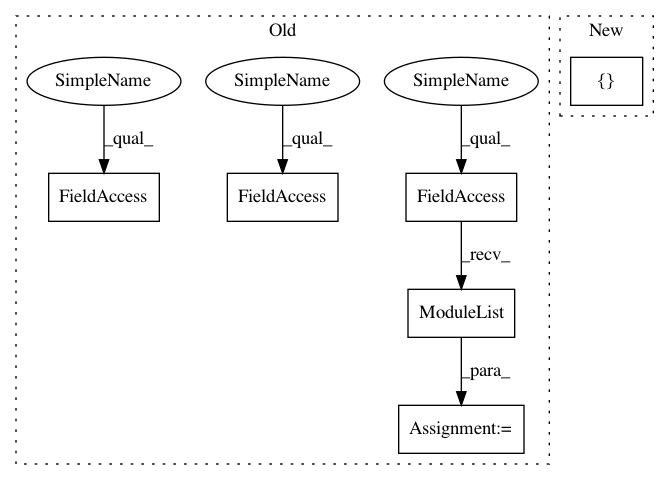 Old
New
SimpleName
SimpleName
SimpleName
{}
_qual_
_qual_
_qual_
FieldAccess
FieldAccess
FieldAccess
_recv_
ModuleList
_para_
Assignment:=